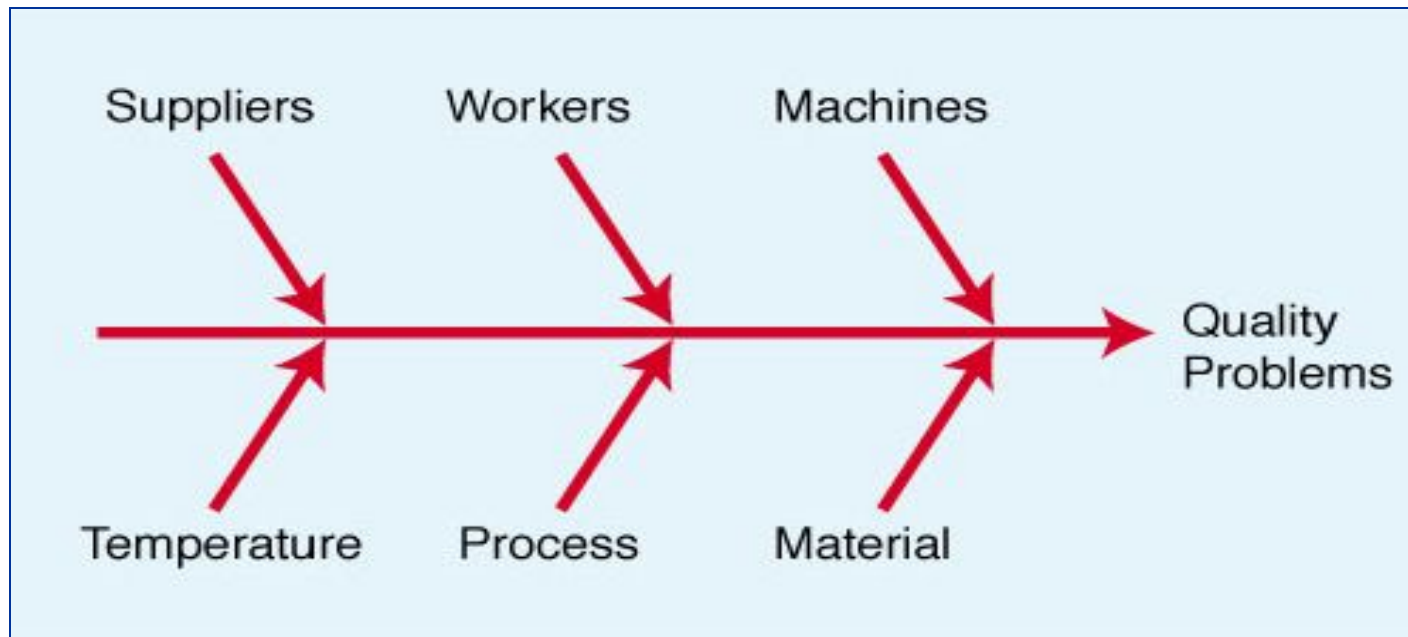 Suppliers Workers Machines
Quality
Problems
Temperature Process Material